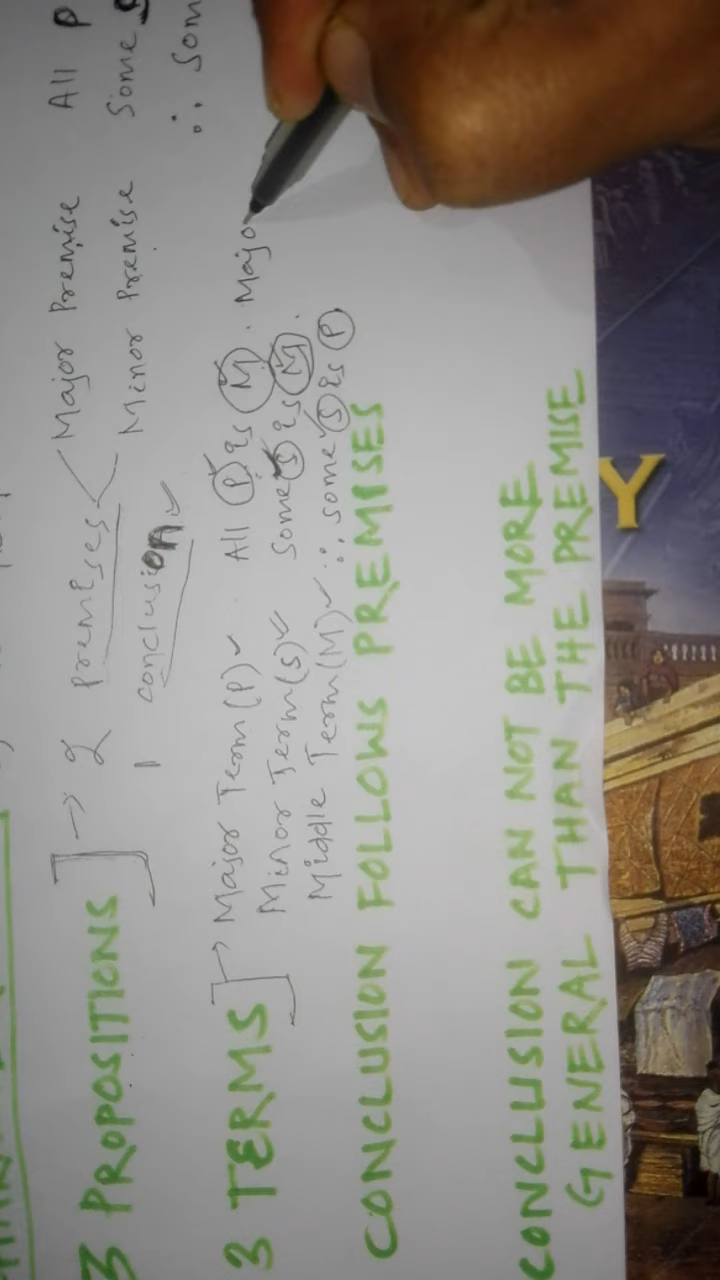 3 PROPOSITIONS → 2 premises Major Premise All P
Minor Premise Some
1 conclusion ∴ Som
3 TERMS → Major Term (P) ✓. All P is M. Majo
Minor Term (S) ✓ Some S is M.
Middle Term (M) ✓ ∴ some S is P
CONCLUSION FOLLOWS PREMISES
CONCLUSION CAN NOT BE MORE
GENERAL THAN THE PREMISE
Y